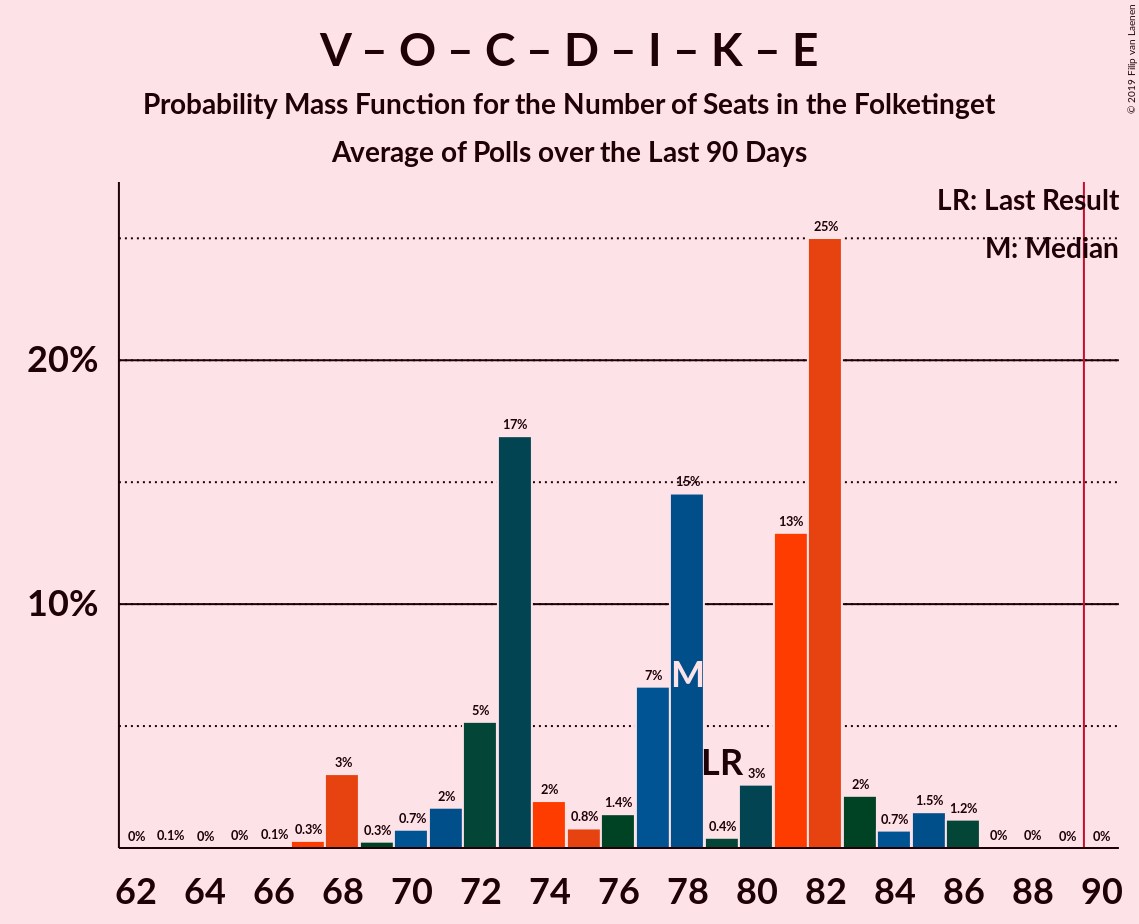 V – O – C – D – I – K – E
Probability Mass Function for the Number of Seats in the Folketinget
Average of Polls over the Last 90 Days
© 2019 Filip van Laenen
LR: Last Result
M: Median
20%
10%
0% 0.1% 0% 0% 0.1% 0.3% 3% 0.3% 0.7% 2% 5% 17% 2% 0.8% 1.4% 7% 15% 0.4% 3% 13% 25% 2% 0.7% 1.5% 1.2% 0% 0% 0% 0%
M
LR
62 64 66 68 70 72 74 76 78 80 82 84 86 88 90